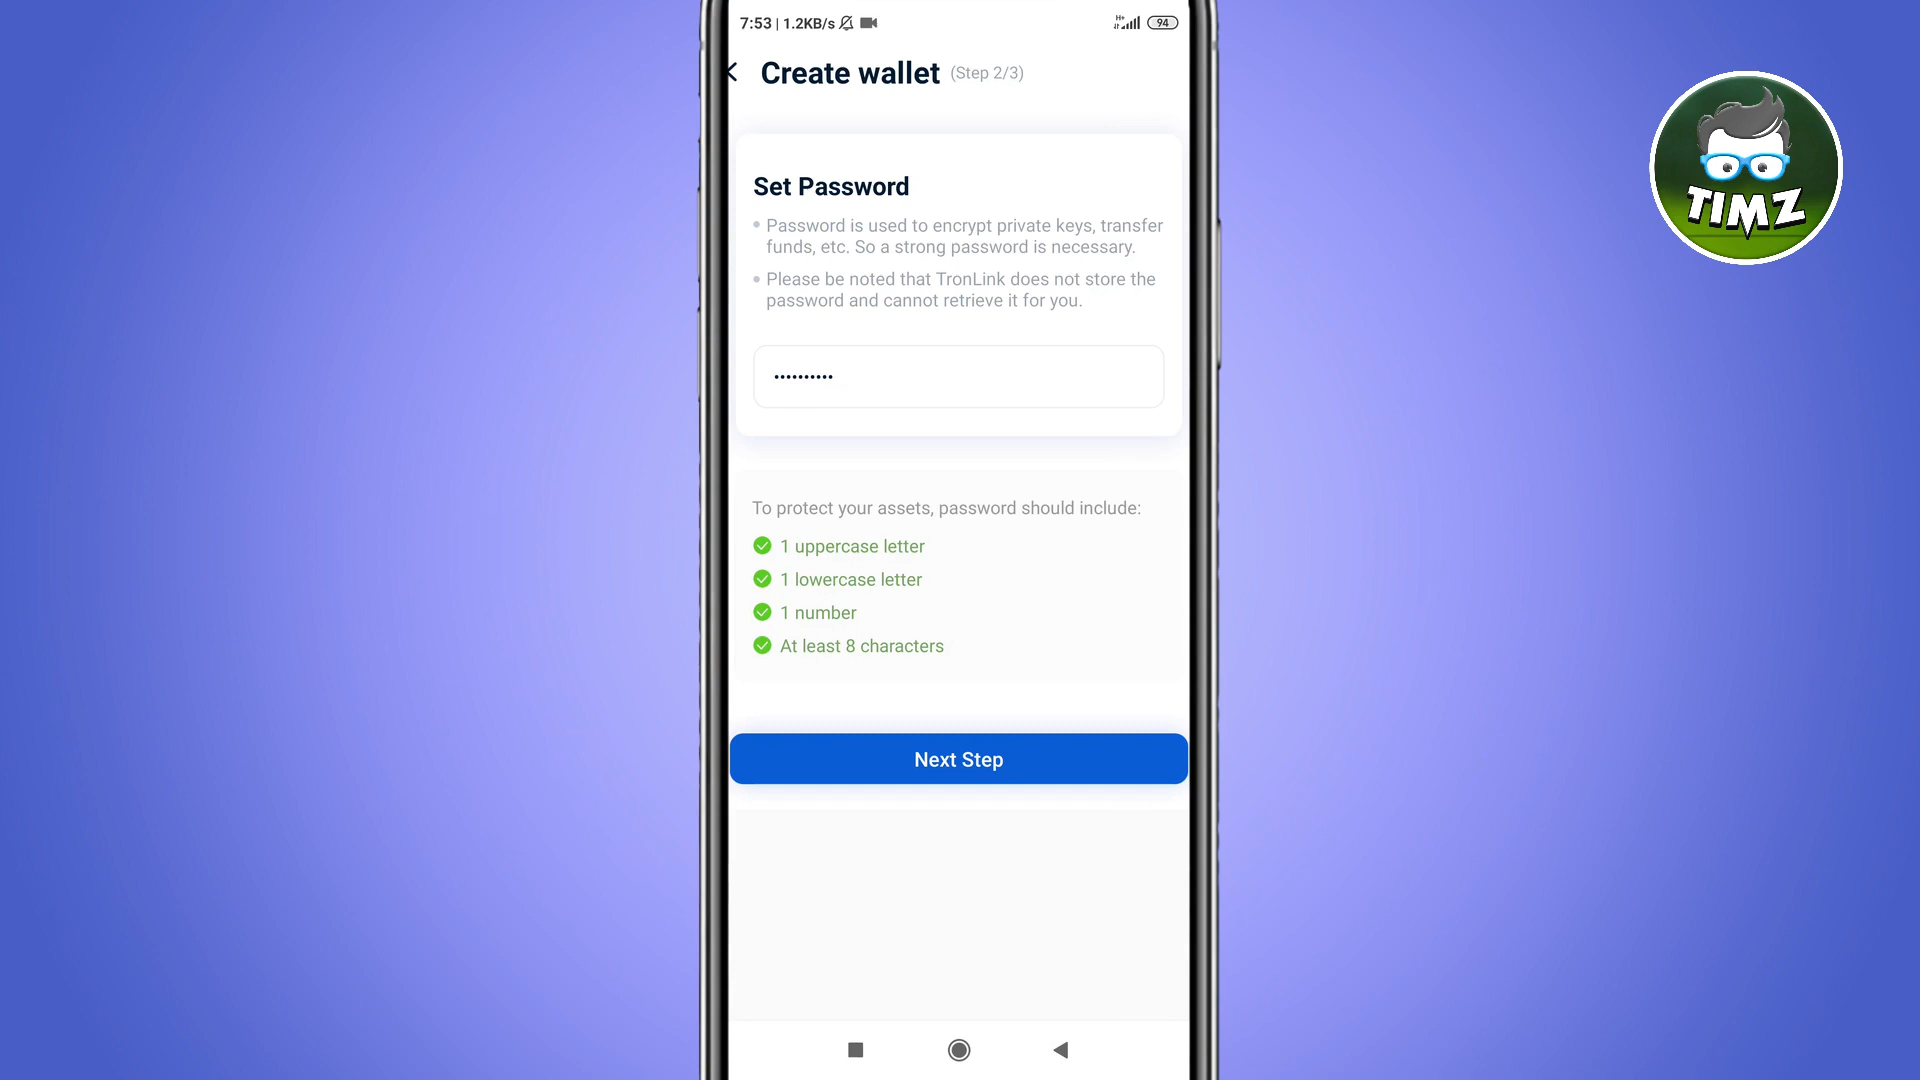 7:53 | 1.2KB/s
H+
94
Create wallet (Step 2/3)
Set Password
Password is used to encrypt private keys, transfer
funds, etc. So a strong password is necessary.
Please be noted that TronLink does not store the
password and cannot retrieve it for you.
••••••••••
To protect your assets, password should include:
1 uppercase letter
1 lowercase letter
1 number
At least 8 characters
Next Step
TIMZ